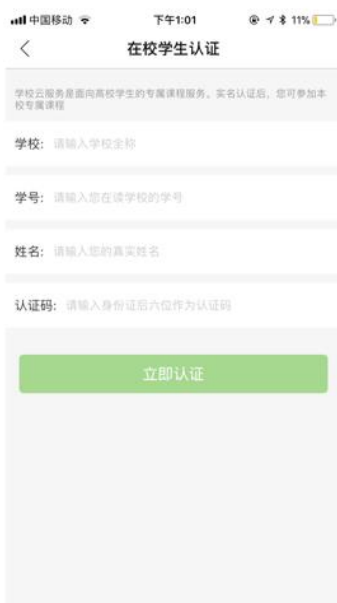 中国移动 下午1:01 11%
在校学生认证
学校云服务是面向高校学生的专属课程服务。实名认证后，您可参加本
校专属课程
学校： 请输入学校全称
学号： 请输入您在读学校的学号
姓名： 请输入您的真实姓名
认证码： 请输入身份证后六位作为认证码
立即认证